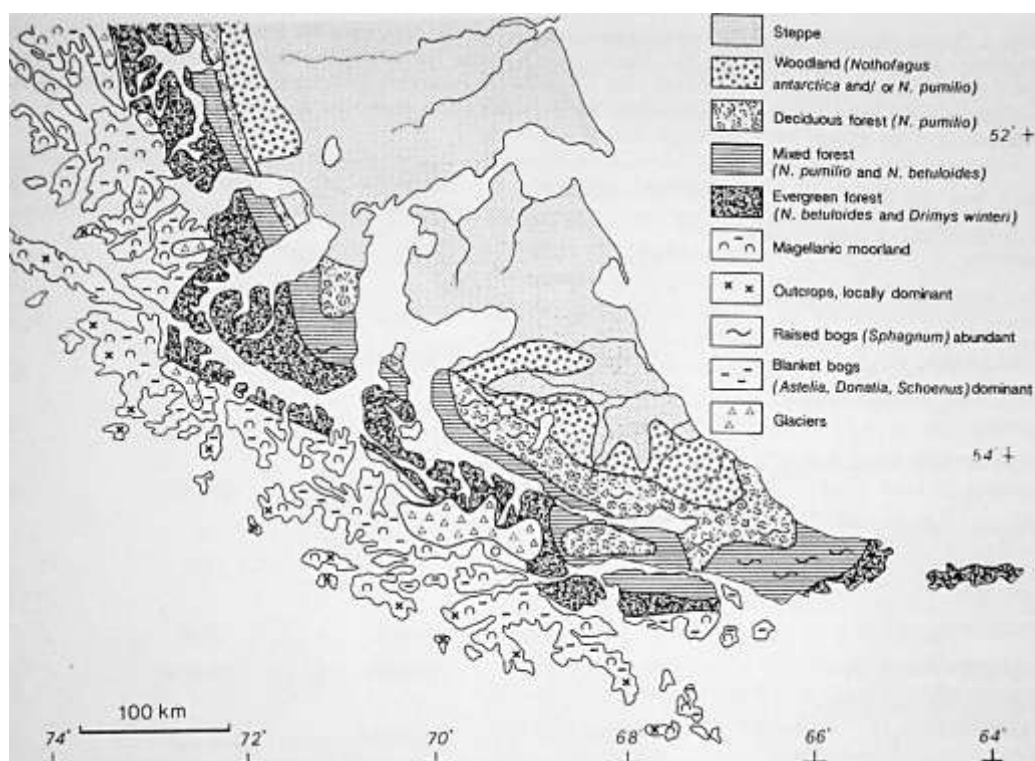 Steppe
Woodland (Nothofagus
antarctica and/ or N. pumilio)
Deciduous forest (N. pumilio)
52°
Mixed forest
(N. pumilio and N. betuloides)
Evergreen forest
(N. betuloides and Drimys winteri)
Magellanic moorland
Outcrops, locally dominant
Raised bogs (Sphagnum) abundant
Blanket bogs
(Astelia, Donatia, Schoenus) dominant
Glaciers
54°
100 km
74° 72° 70° 68° 66° 64°